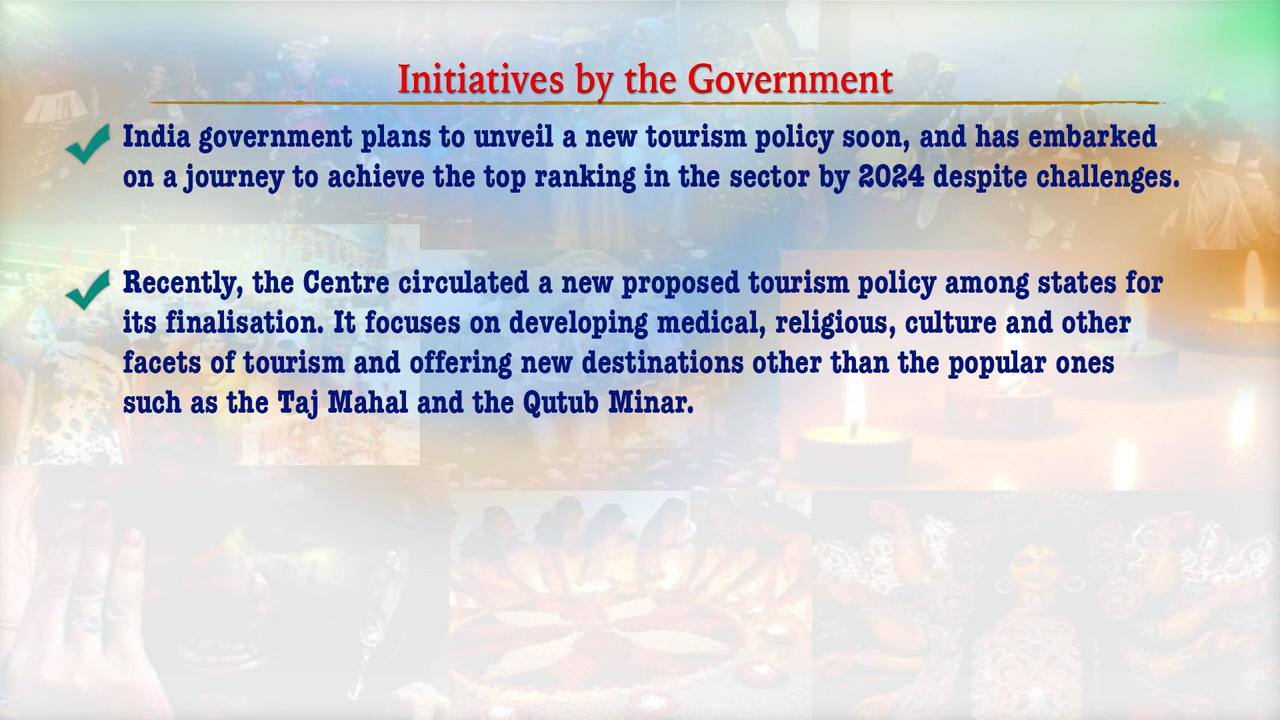 Initiatives by the Government
India government plans to unveil a new tourism policy soon, and has embarked
on a journey to achieve the top ranking in the sector by 2024 despite challenges.
Recently, the Centre circulated a new proposed tourism policy among states for
its finalisation. It focuses on developing medical, religious, culture and other
facets of tourism and offering new destinations other than the popular ones
such as the Taj Mahal and the Qutub Minar.